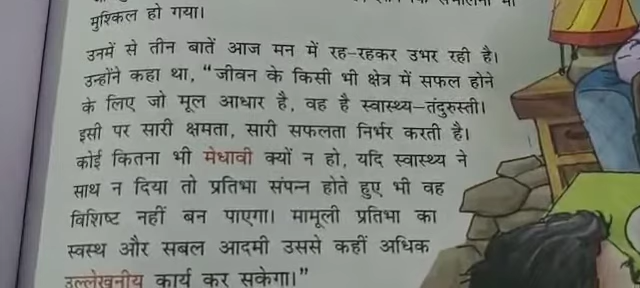 मुश्किल हो गया।
उनमें से तीन बातें आज मन में रह-रहकर उभर रही है।
उन्होंने कहा था, “जीवन के किसी भी क्षेत्र में सफल होने
के लिए जो मूल आधार है, वह है स्वास्थ्य-तंदुरुस्ती।
इसी पर सारी क्षमता, सारी सफलता निर्भर करती है।
कोई कितना भी मेधावी क्यों न हो, यदि स्वास्थ्य ने
साथ न दिया तो प्रतिभा संपन्न होते हुए भी वह
विशिष्ट नहीं बन पाएगा। मामूली प्रतिभा का
स्वस्थ और सबल आदमी उससे कहीं अधिक
उल्लेखनीय कार्य कर सकेगा।”